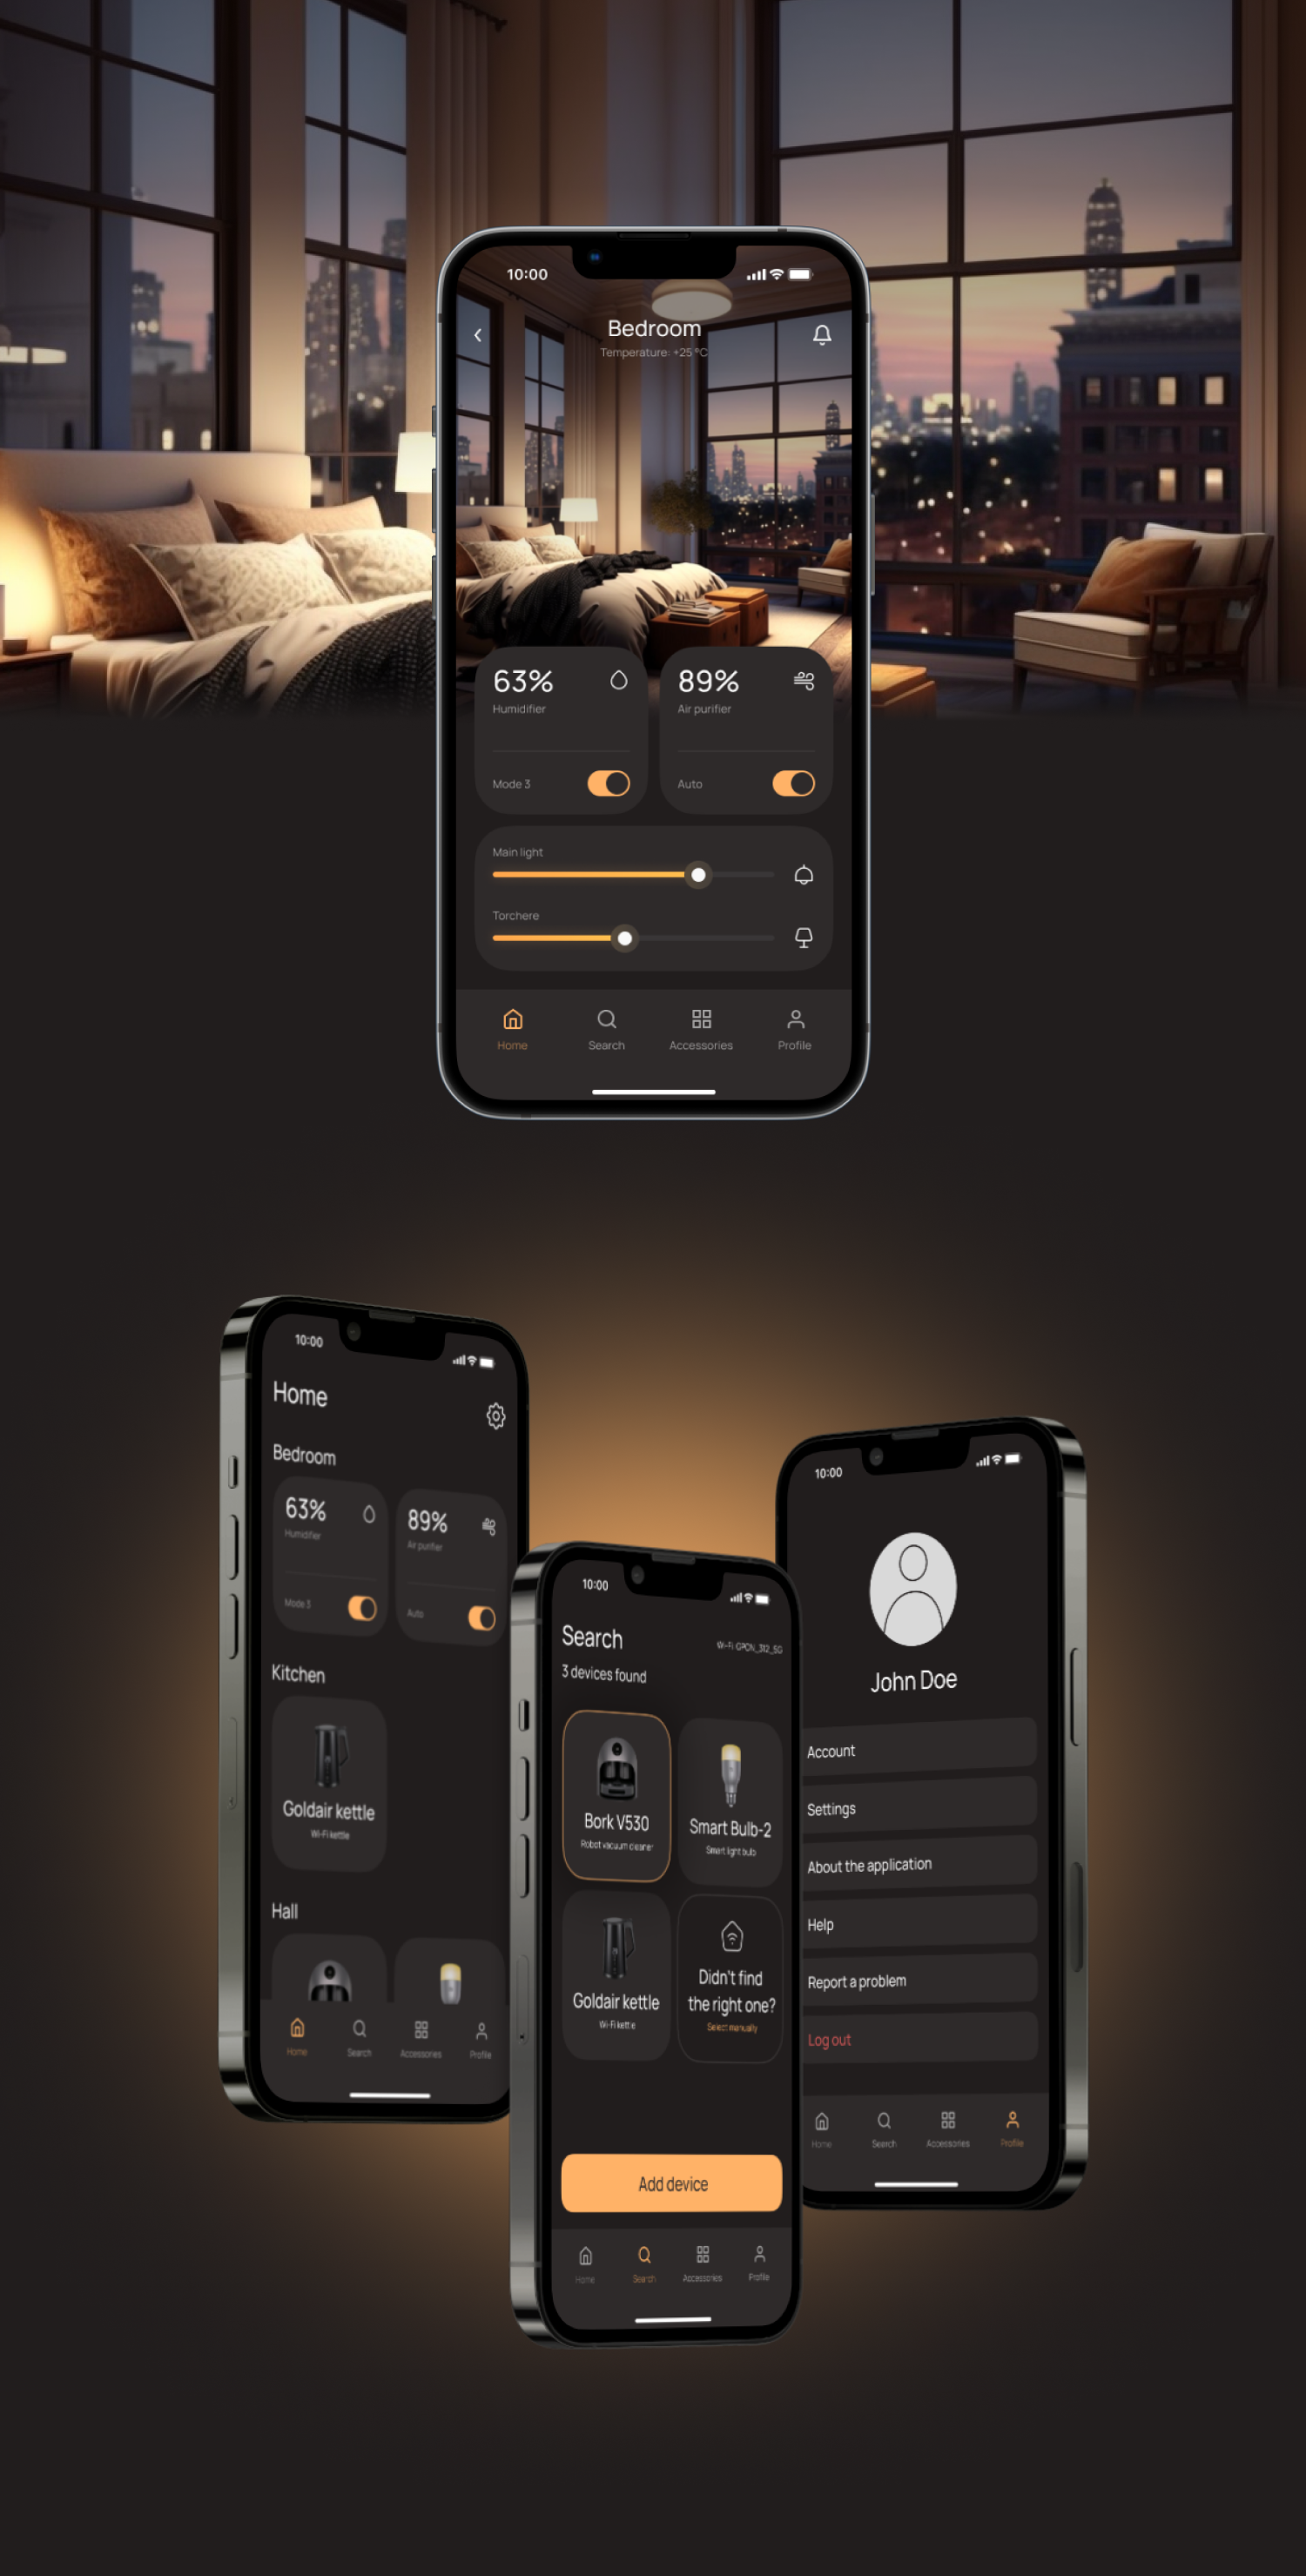 10:00
Bedroom
Temperature: +25 °C
63%
Humidifier
Mode 3
89%
Air purifier
Auto
Main light
Torchere
Home
Search
Accessories
Profile
10:00
Home
Bedroom
63%
Humidifier
Mode 3
89%
Air purifier
Auto
Kitchen
Goldair kettle
Wi-Fi kettle
Hall
Home
Search
Accessories
Profile
10:00
Search
Wi-Fi: GPON_312_5G
3 devices found
Bork V530
Robot vacuum cleaner
Smart Bulb-2
Smart light bulb
Goldair kettle
Wi-Fi kettle
Didn't find
the right one?
Select manually
Add device
Home
Search
Accessories
Profile
10:00
John Doe
Account
Settings
About the application
Help
Report a problem
Log out
Home
Search
Accessories
Profile